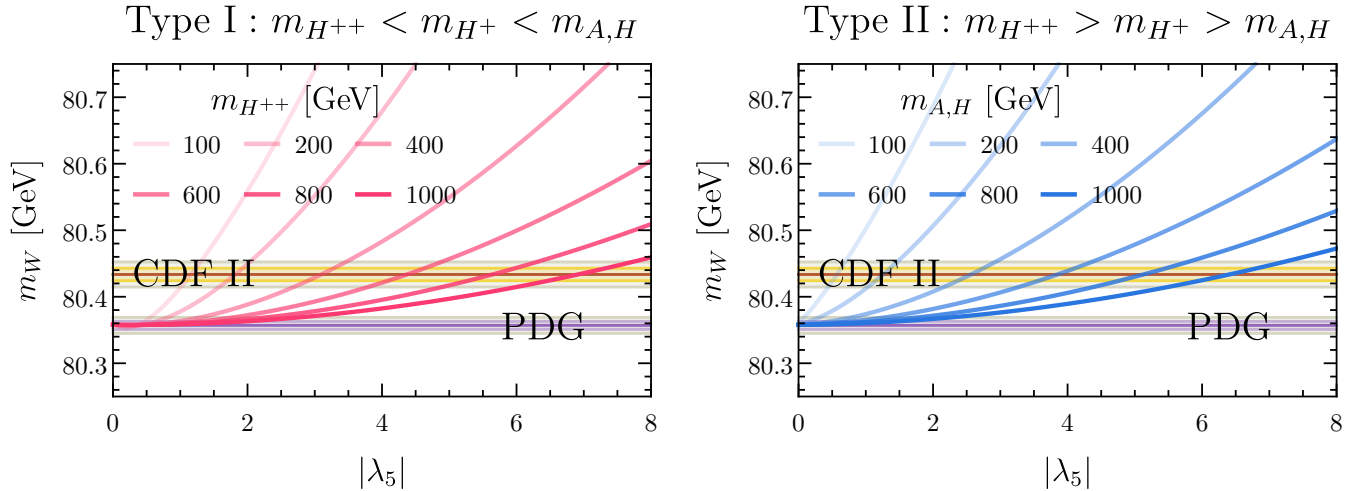 Type I : m_{H^{++}} < m_{H^+} < m_{A,H}
m_{H^{++}} [GeV]
100 200 400
600 800 1000
CDF II
PDG
80.7
80.6
80.5
80.4
80.3
m_W [GeV]
0 2 4 6 8
|λ_5|
Type II : m_{H^{++}} > m_{H^+} > m_{A,H}
m_{A,H} [GeV]
100 200 400
600 800 1000
CDF II
PDG
80.7
80.6
80.5
80.4
80.3
m_W [GeV]
0 2 4 6 8
|λ_5|